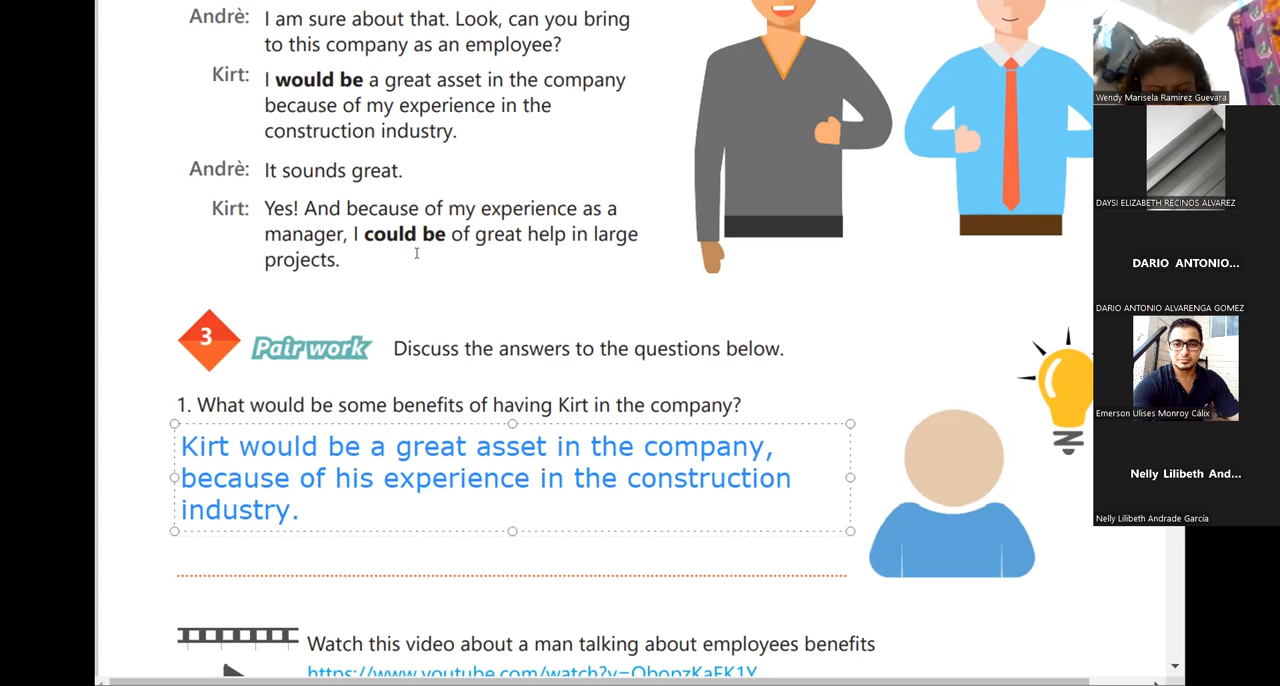 Andrè: I am sure about that. Look, can you bring
to this company as an employee?
Kirt: I would be a great asset in the company
because of my experience in the
construction industry.
Andrè: It sounds great.
Kirt: Yes! And because of my experience as a
manager, I could be of great help in large
projects.
3
Pair work Discuss the answers to the questions below.
1. What would be some benefits of having Kirt in the company?
Kirt would be a great asset in the company,
because of his experience in the construction
industry.
Watch this video about a man talking about employees benefits
Wendy Marisela Ramirez Guevara
DAYSI ELIZABETH RECINOS ALVAREZ
DARIO ANTONIO...
DARIO ANTONIO ALVARENGA GOMEZ
Emerson Ulises Monroy Cálix
Nelly Lilibeth And...
Nelly Lilibeth Andrade García